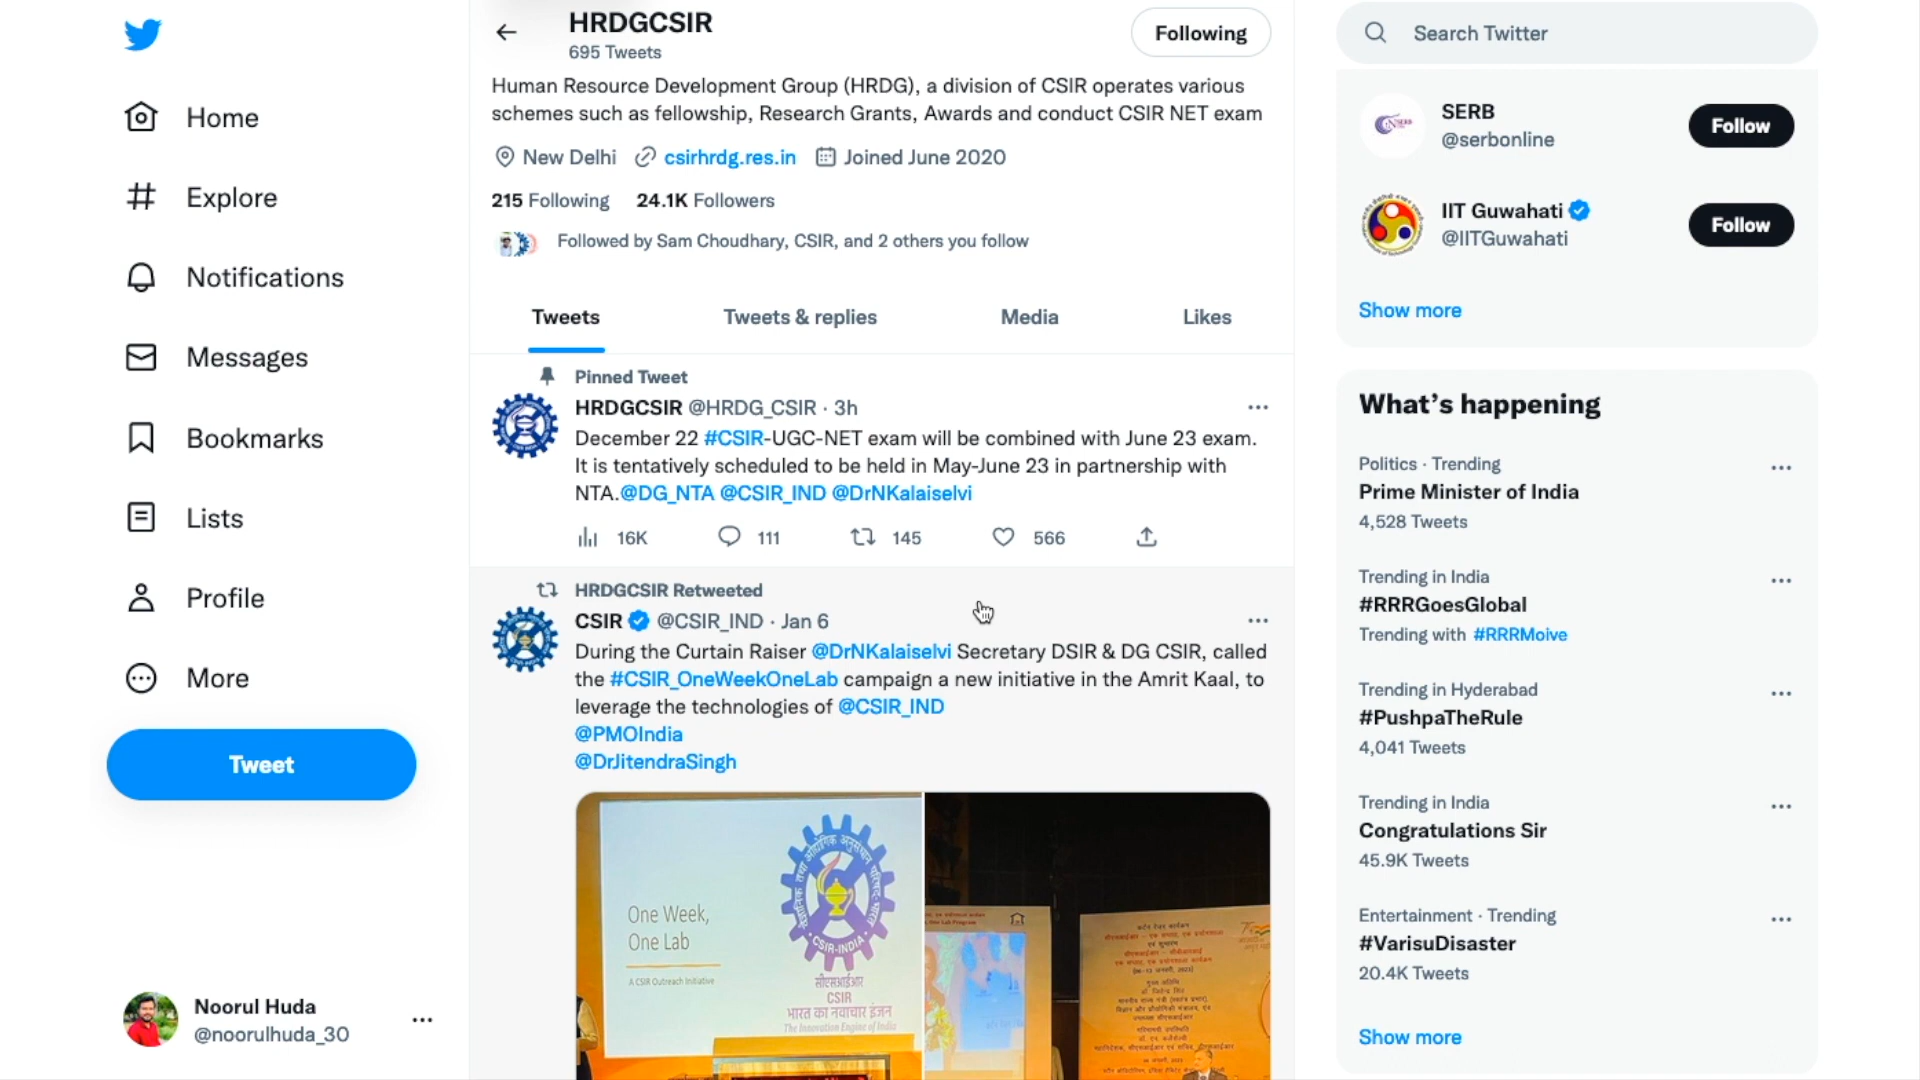 Home
Explore
Notifications
Messages
Bookmarks
Lists
Profile
More
Tweet
Noorul Huda
@noorulhuda_30
HRDGCSIR
695 Tweets
Following
Human Resource Development Group (HRDG), a division of CSIR operates various
schemes such as fellowship, Research Grants, Awards and conduct CSIR NET exam
New Delhi csirhrdg.res.in Joined June 2020
215 Following 24.1K Followers
Followed by Sam Choudhary, CSIR, and 2 others you follow
Tweets Tweets & replies Media Likes
Pinned Tweet
HRDGCSIR @HRDG_CSIR · 3h
December 22 #CSIR-UGC-NET exam will be combined with June 23 exam.
It is tentatively scheduled to be held in May-June 23 in partnership with
NTA.@DG_NTA @CSIR_IND @DrNKalaiselvi
16K 111 145 566
HRDGCSIR Retweeted
CSIR @CSIR_IND · Jan 6
During the Curtain Raiser @DrNKalaiselvi Secretary DSIR & DG CSIR, called
the #CSIR_OneWeekOneLab campaign a new initiative in the Amrit Kaal, to
leverage the technologies of @CSIR_IND
@PMOIndia
@DrJitendraSingh
One Week,
One Lab
A CSIR Outreach Initiative
CSIR-INDIA
सीएसआईआर
CSIR
भारत का नवाचार इंजन
The Innovation Engine of India
Search Twitter
SERB
@serbonline
Follow
IIT Guwahati
@IITGuwahati
Follow
Show more
What's happening
Politics · Trending
Prime Minister of India
4,528 Tweets
Trending in India
#RRRGoesGlobal
Trending with #RRRMoive
Trending in Hyderabad
#PushpaTheRule
4,041 Tweets
Trending in India
Congratulations Sir
45.9K Tweets
Entertainment · Trending
#VarisuDisaster
20.4K Tweets
Show more